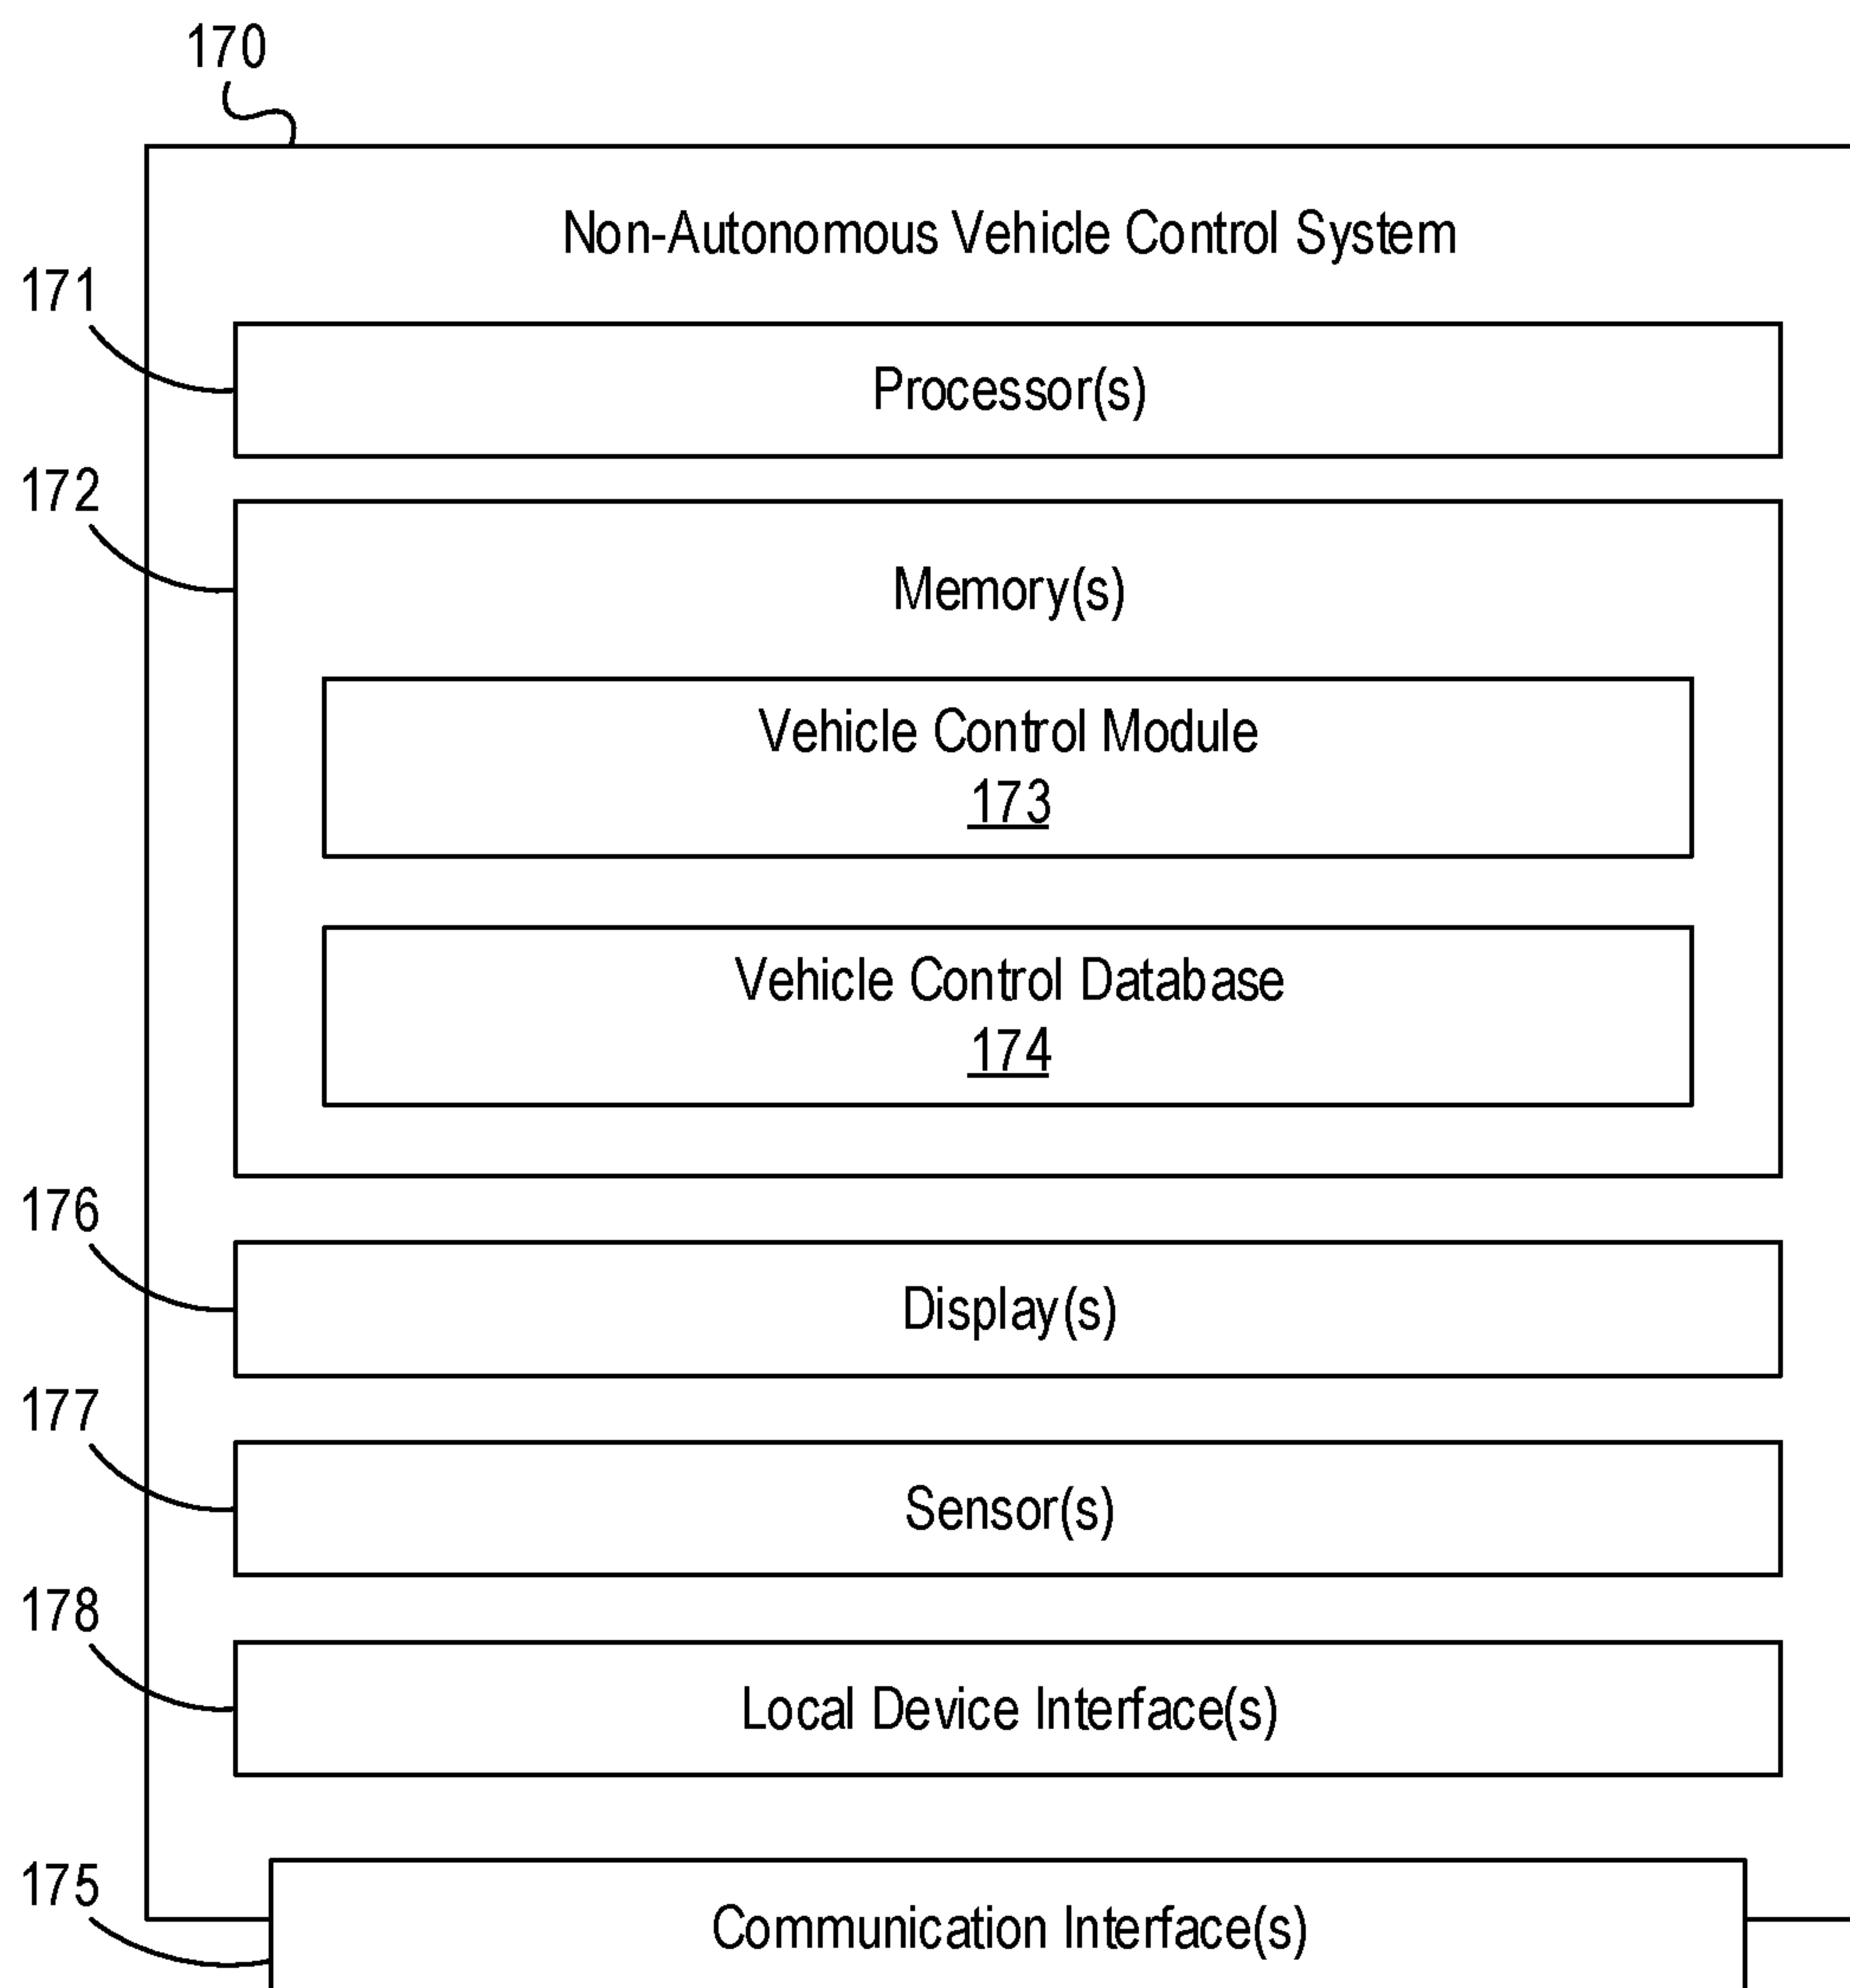 170
Non-Autonomous Vehicle Control System
171
Processor(s)
172
Memory(s)
Vehicle Control Module
173
Vehicle Control Database
174
176
Display(s)
177
Sensor(s)
178
Local Device Interface(s)
175
Communication Interface(s)